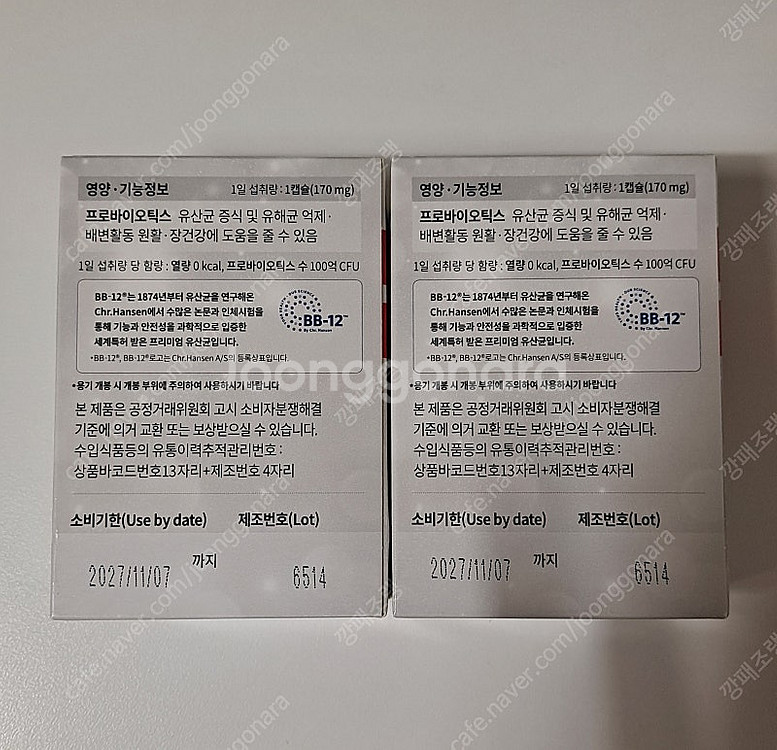 영양·기능정보 1일 섭취량 : 1캡슐(170 mg)
프로바이오틱스 유산균 증식 및 유해균 억제·
배변활동 원활·장건강에 도움을 줄 수 있음
1일 섭취량 당 함량 : 열량 0 kcal, 프로바이오틱스 수 100억 CFU
BB-12®는 1874년부터 유산균을 연구해온
Chr.Hansen에서 수많은 논문과 인체시험을
통해 기능과 안전성을 과학적으로 입증한
세계특허 받은 프리미엄 유산균입니다.
•BB-12®, BB-12®로고는 Chr.Hansen A/S의 등록상표입니다.
BB-12™
By Chr. Hansen
•용기 개봉 시 개봉 부위에 주의하여 사용하시기 바랍니다
본 제품은 공정거래위원회 고시 소비자분쟁해결
기준에 의거 교환 또는 보상받으실 수 있습니다.
수입식품등의 유통이력추적관리번호 :
상품바코드번호13자리+제조번호 4자리
소비기한(Use by date) 제조번호(Lot)
2027/11/07 까지 6514
영양·기능정보 1일 섭취량 : 1캡슐(170 mg)
프로바이오틱스 유산균 증식 및 유해균 억제·
배변활동 원활·장건강에 도움을 줄 수 있음
1일 섭취량 당 함량 : 열량 0 kcal, 프로바이오틱스 수 100억 CFU
BB-12®는 1874년부터 유산균을 연구해온
Chr.Hansen에서 수많은 논문과 인체시험을
통해 기능과 안전성을 과학적으로 입증한
세계특허 받은 프리미엄 유산균입니다.
•BB-12®, BB-12®로고는 Chr.Hansen A/S의 등록상표입니다.
BB-12™
By Chr. Hansen
•용기 개봉 시 개봉 부위에 주의하여 사용하시기 바랍니다
본 제품은 공정거래위원회 고시 소비자분쟁해결
기준에 의거 교환 또는 보상받으실 수 있습니다.
수입식품등의 유통이력추적관리번호 :
상품바코드번호13자리+제조번호 4자리
소비기한(Use by date) 제조번호(Lot)
2027/11/07 까지 6514
joonggonara
cafe.naver.com/joonggonara
깡패조랭